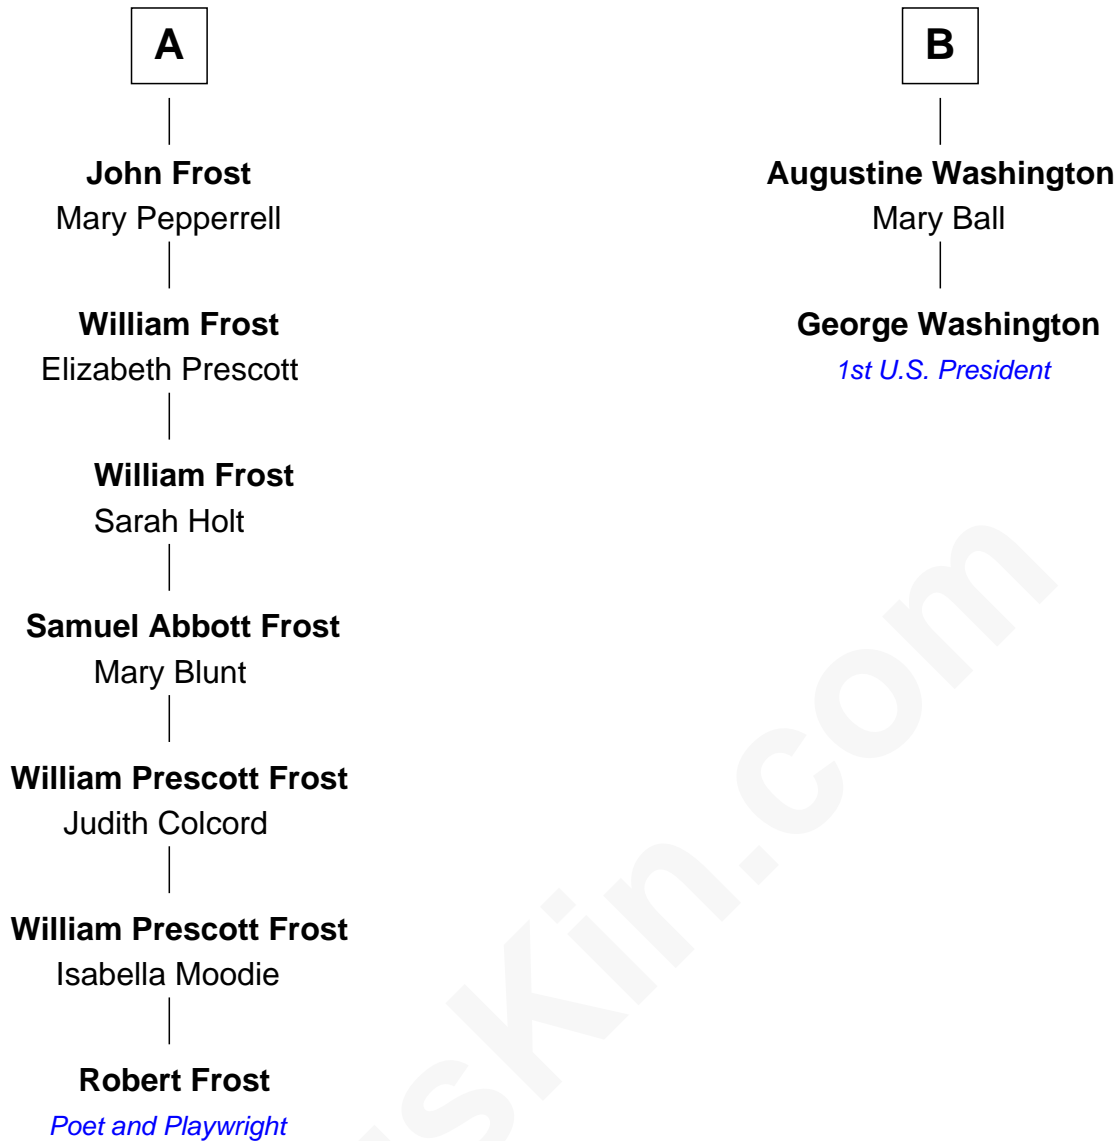 A
John Frost
Mary Pepperrell
William Frost
Elizabeth Prescott
William Frost
Sarah Holt
Samuel Abbott Frost
Mary Blunt
William Prescott Frost
Judith Colcord
William Prescott Frost
Isabella Moodie
Robert Frost
Poet and Playwright
B
Augustine Washington
Mary Ball
George Washington
1st U.S. President